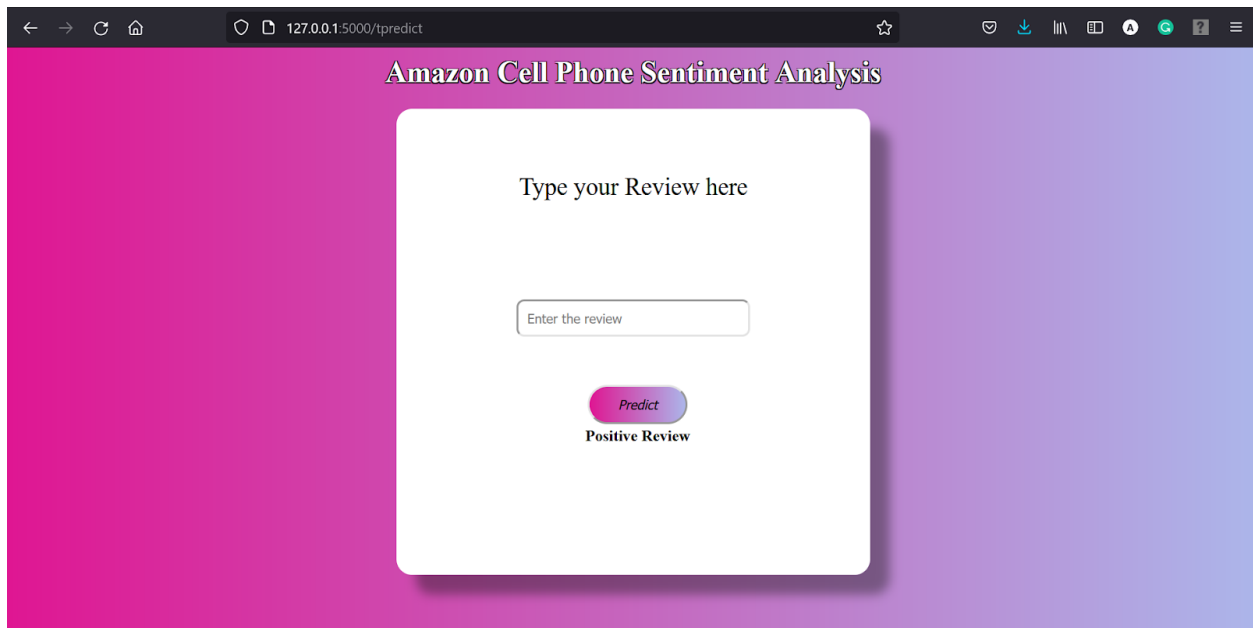 127.0.0.1:5000/tpredict
A
G
?
Amazon Cell Phone Sentiment Analysis
Type your Review here
Enter the review
Predict
Positive Review